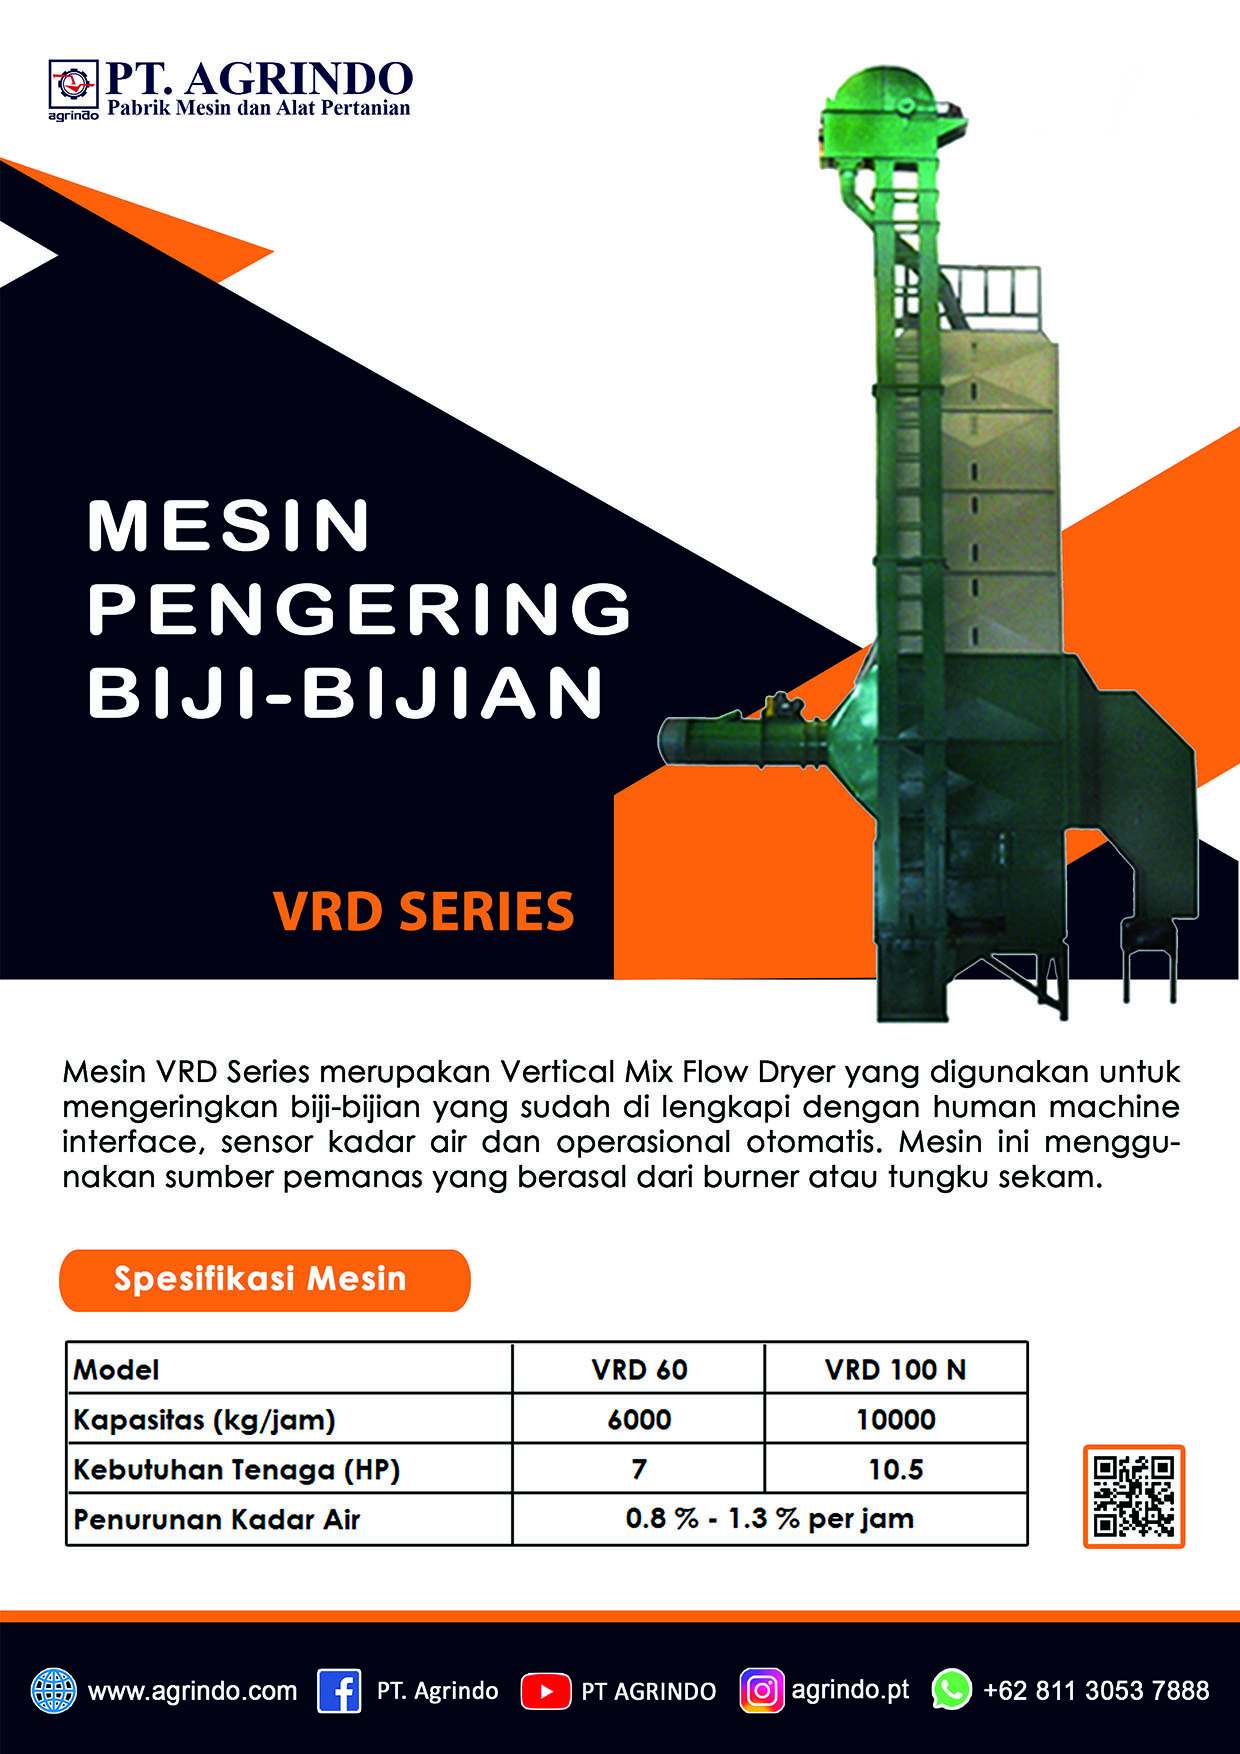 PT. AGRINDO
Pabrik Mesin dan Alat Pertanian
agrindo
MESIN
PENGERING
BIJI-BIJIAN
VRD SERIES
Mesin VRD Series merupakan Vertical Mix Flow Dryer yang digunakan untuk
mengeringkan biji-bijian yang sudah di lengkapi dengan human machine
interface, sensor kadar air dan operasional otomatis. Mesin ini menggu-
nakan sumber pemanas yang berasal dari burner atau tungku sekam.
Spesifikasi Mesin
Model VRD 60 VRD 100 N
Kapasitas (kg/jam) 6000 10000
Kebutuhan Tenaga (HP) 7 10.5
Penurunan Kadar Air 0.8 % - 1.3 % per jam
www.agrindo.com PT. Agrindo PT AGRINDO agrindo.pt +62 811 3053 7888